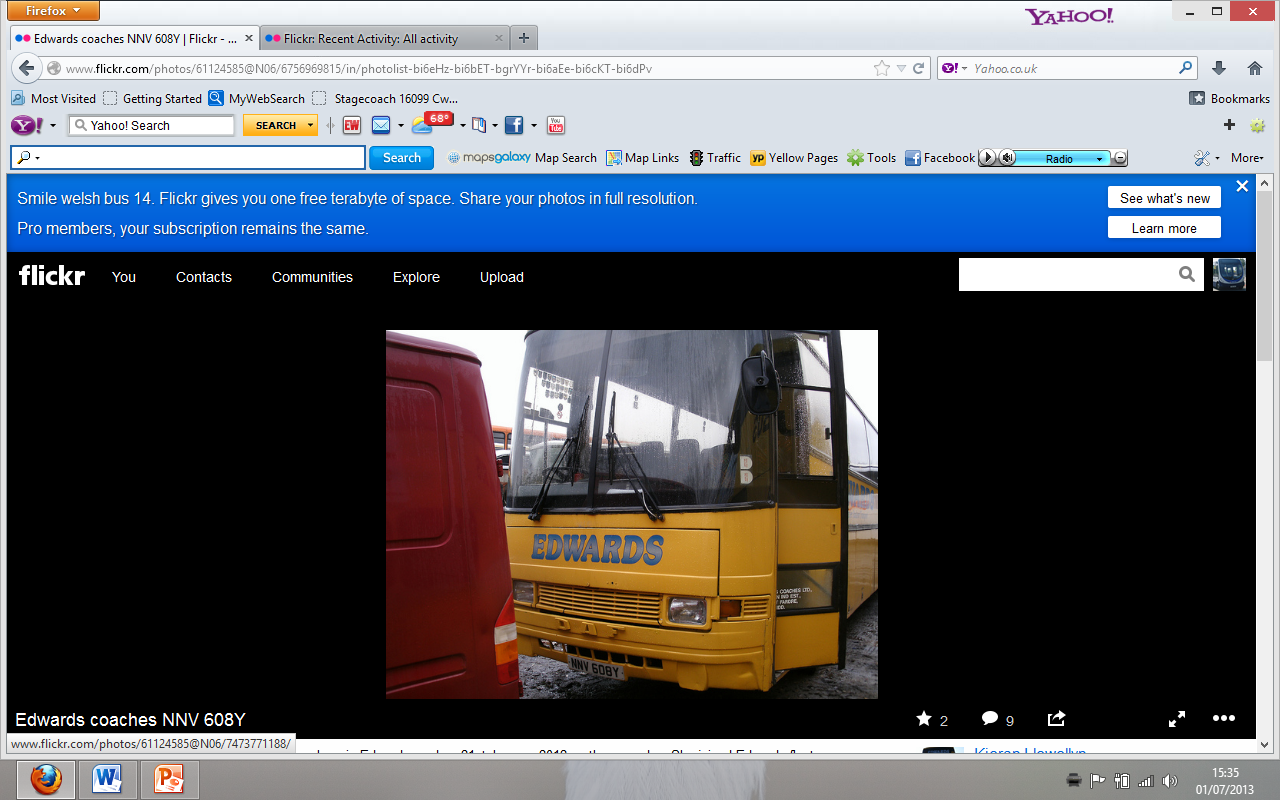 Firefox
YAHOO!
Edwards coaches NNV 608Y | Flickr - ...
Flickr: Recent Activity: All activity
www.flickr.com/photos/61124585@N06/6756969815/in/photolist-bi6eHz-bi6bET-bgrYYr-bi6aEe-bi6cKT-bi6dPv
Y! Yahoo.co.uk
Most Visited Getting Started MyWebSearch Stagecoach 16099 Cw...
Bookmarks
Y! Yahoo! Search SEARCH EW 68° You Tube
Search mapsgalaxy Map Search Map Links Traffic YP Yellow Pages Tools Facebook Radio More
Smile welsh bus 14. Flickr gives you one free terabyte of space. Share your photos in full resolution.
Pro members, your subscription remains the same.
See what's new
Learn more
flickr You Contacts Communities Explore Upload
EDWARDS
COACHES LTD.,
NNV 608Y
Edwards coaches NNV 608Y
2 9
www.flickr.com/photos/61124585@N06/7473771188/
15:35
01/07/2013